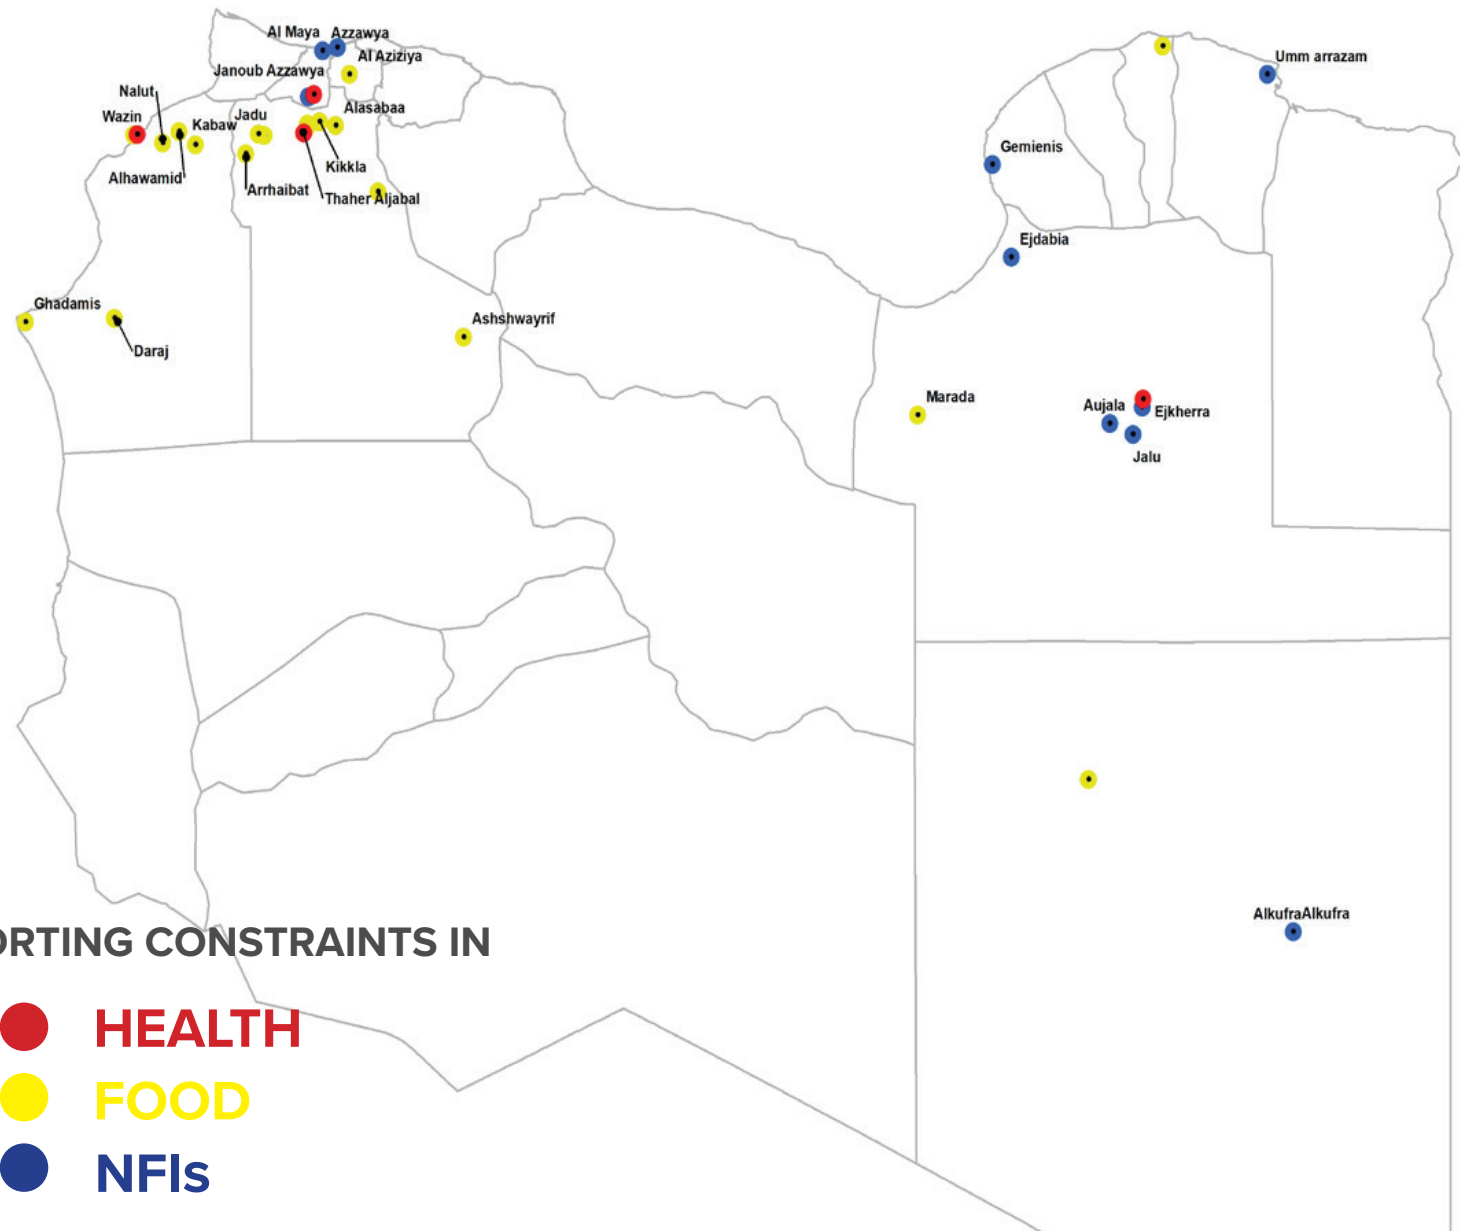 Al Maya
Azzawya
Al Aziziya
Janoub Azzawya
Umm arrazam
Nalut
Wazin
Kabaw
Jadu
Alasabaa
Kikkla
Alhawamid
Arrhaibat
Thaher Aljabal
Gemienis
Ejdabia
Ghadamis
Daraj
Ashshwayrif
Marada
Aujala
Ejkherra
Jalu
AlkufraAlkufra
ORTING CONSTRAINTS IN
HEALTH
FOOD
NFIs